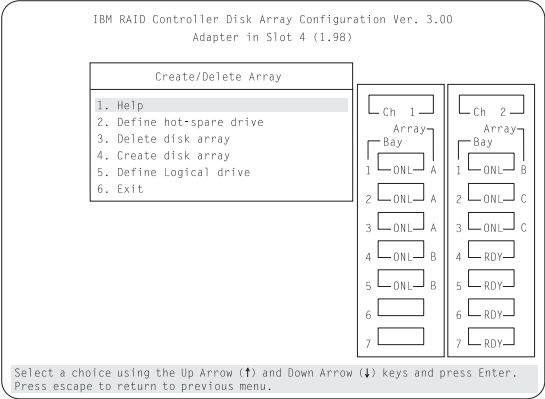 IBM RAID Controller Disk Array Configuration Ver. 3.00
Adapter in Slot 4 (1.98)
Create/Delete Array
1. Help
2. Define hot-spare drive
3. Delete disk array
4. Create disk array
5. Define Logical drive
6. Exit
Ch 1
Array
Bay
1 ONL A
2 ONL A
3 ONL A
4 ONL B
5 ONL B
6
7
Ch 2
Array
Bay
1 ONL B
2 ONL C
3 ONL C
4 RDY
5 RDY
6 RDY
7 RDY
Select a choice using the Up Arrow (↑) and Down Arrow (↓) keys and press Enter.
Press escape to return to previous menu.